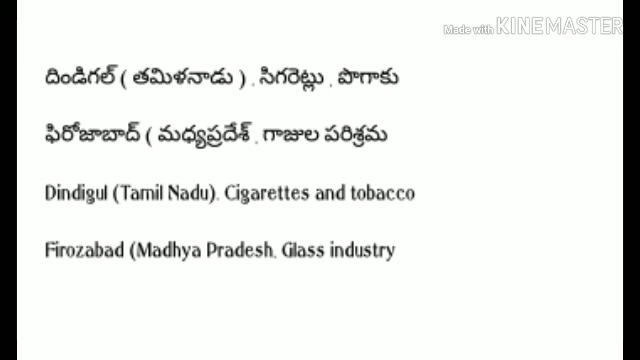 Made with KINEMASTER
దిండిగల్ ( తమిళనాడు ) . సిగరెట్లు . పొగాకు
ఫిరోజాబాద్ ( మధ్యప్రదేశ్ . గాజుల పరిశ్రమ
Dindigul (Tamil Nadu). Cigarettes and tobacco
Firozabad (Madhya Pradesh. Glass industry